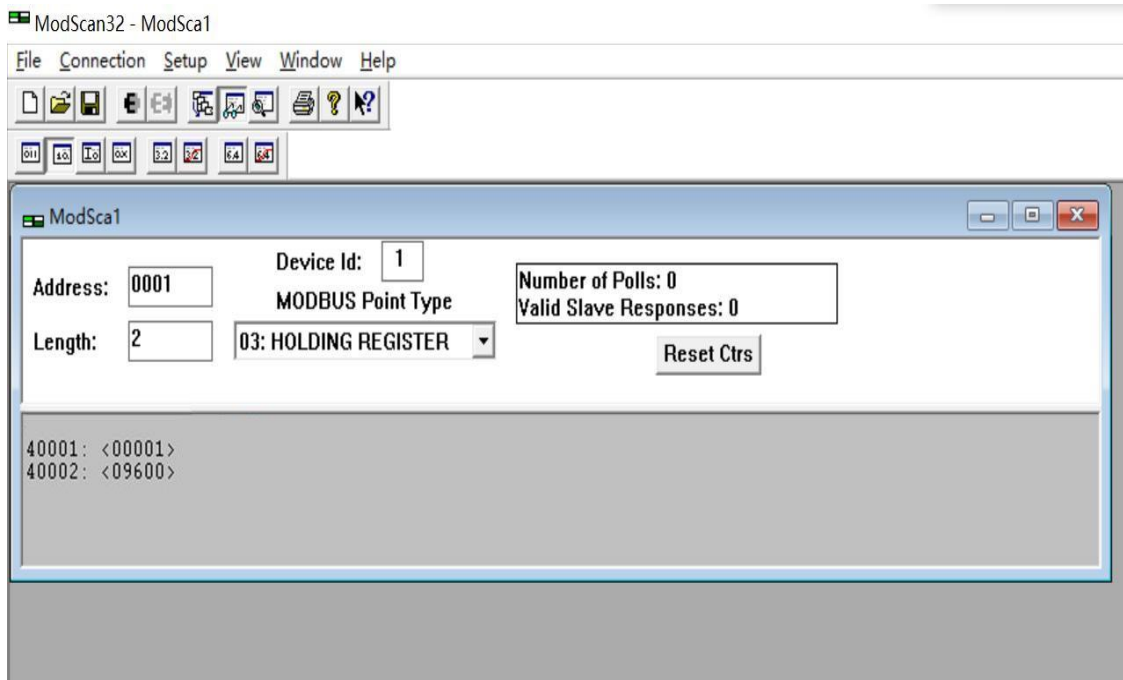 ModScan32 - ModSca1
File Connection Setup View Window Help
ModSca1
Device Id: 1
Address: 0001
MODBUS Point Type
Length: 2
03: HOLDING REGISTER
Number of Polls: 0
Valid Slave Responses: 0
Reset Ctrs
40001: <00001>
40002: <09600>